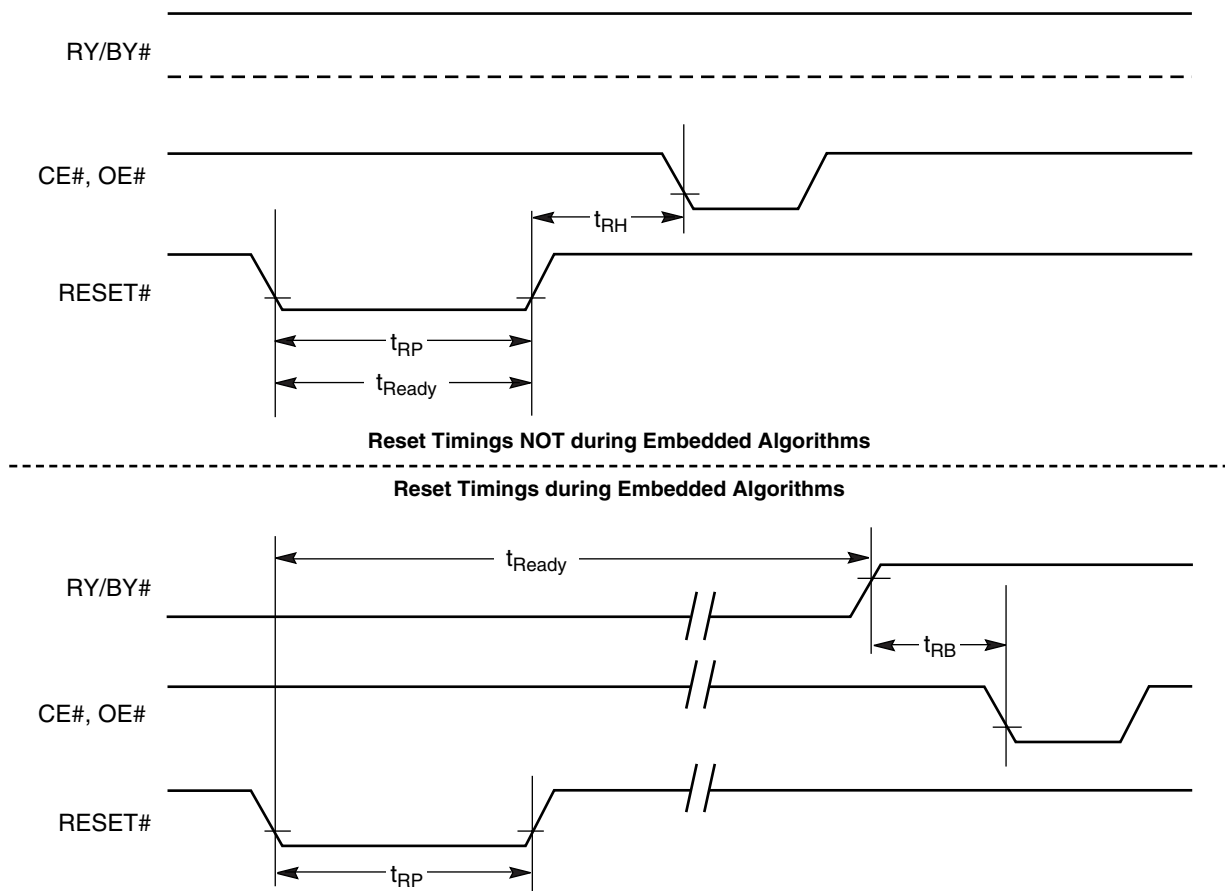 RY/BY#
CE#, OE#
tRH
RESET#
tRP
tReady
Reset Timings NOT during Embedded Algorithms
Reset Timings during Embedded Algorithms
tReady
RY/BY#
tRB
CE#, OE#
RESET#
tRP